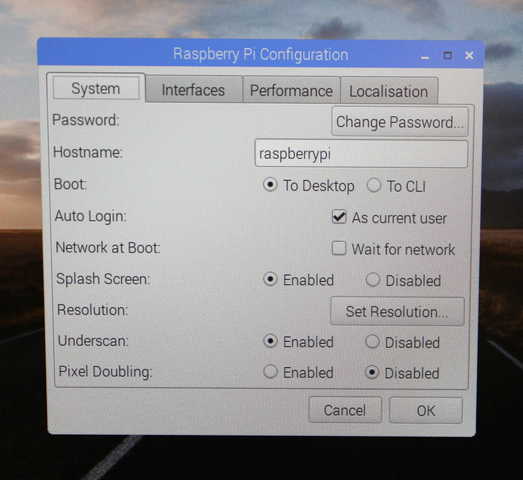 Raspberry Pi Configuration
System Interfaces Performance Localisation
Password: Change Password...
Hostname: raspberrypi
Boot: To Desktop To CLI
Auto Login: As current user
Network at Boot: Wait for network
Splash Screen: Enabled Disabled
Resolution: Set Resolution...
Underscan: Enabled Disabled
Pixel Doubling: Enabled Disabled
Cancel OK